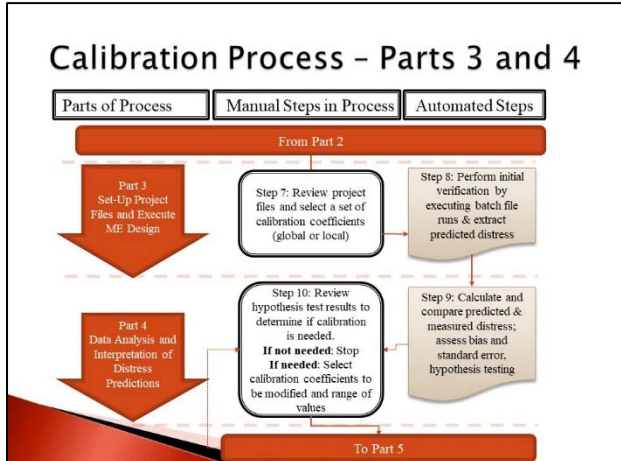 Calibration Process – Parts 3 and 4
Parts of Process
Manual Steps in Process
Automated Steps
From Part 2
Part 3
Set-Up Project
Files and Execute
ME Design
Step 7: Review project
files and select a set of
calibration coefficients
(global or local)
Step 8: Perform initial
verification by
executing batch file
runs & extract
predicted distress
Part 4
Data Analysis and
Interpretation of
Distress
Predictions
Step 10: Review
hypothesis test results to
determine if calibration
is needed.
If not needed: Stop
If needed: Select
calibration coefficients to
be modified and range of
values
Step 9: Calculate and
compare predicted &
measured distress;
assess bias and
standard error,
hypothesis testing
To Part 5